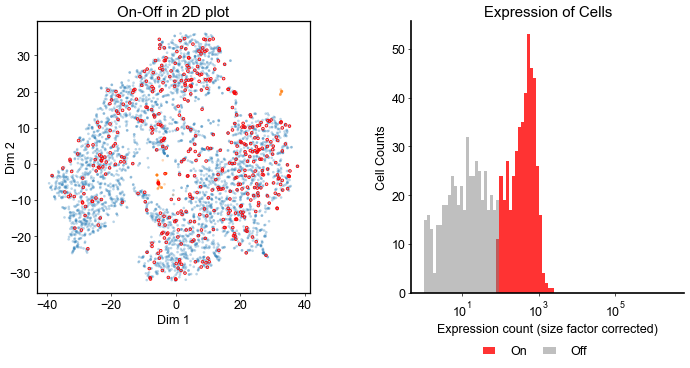 On-Off in 2D plot
Dim 2
30
20
10
0
−10
−20
−30
−40 −20 0 20 40
Dim 1
Expression of Cells
Cell Counts
50
40
30
20
10
0
10^1 10^3 10^5
Expression count (size factor corrected)
On Off